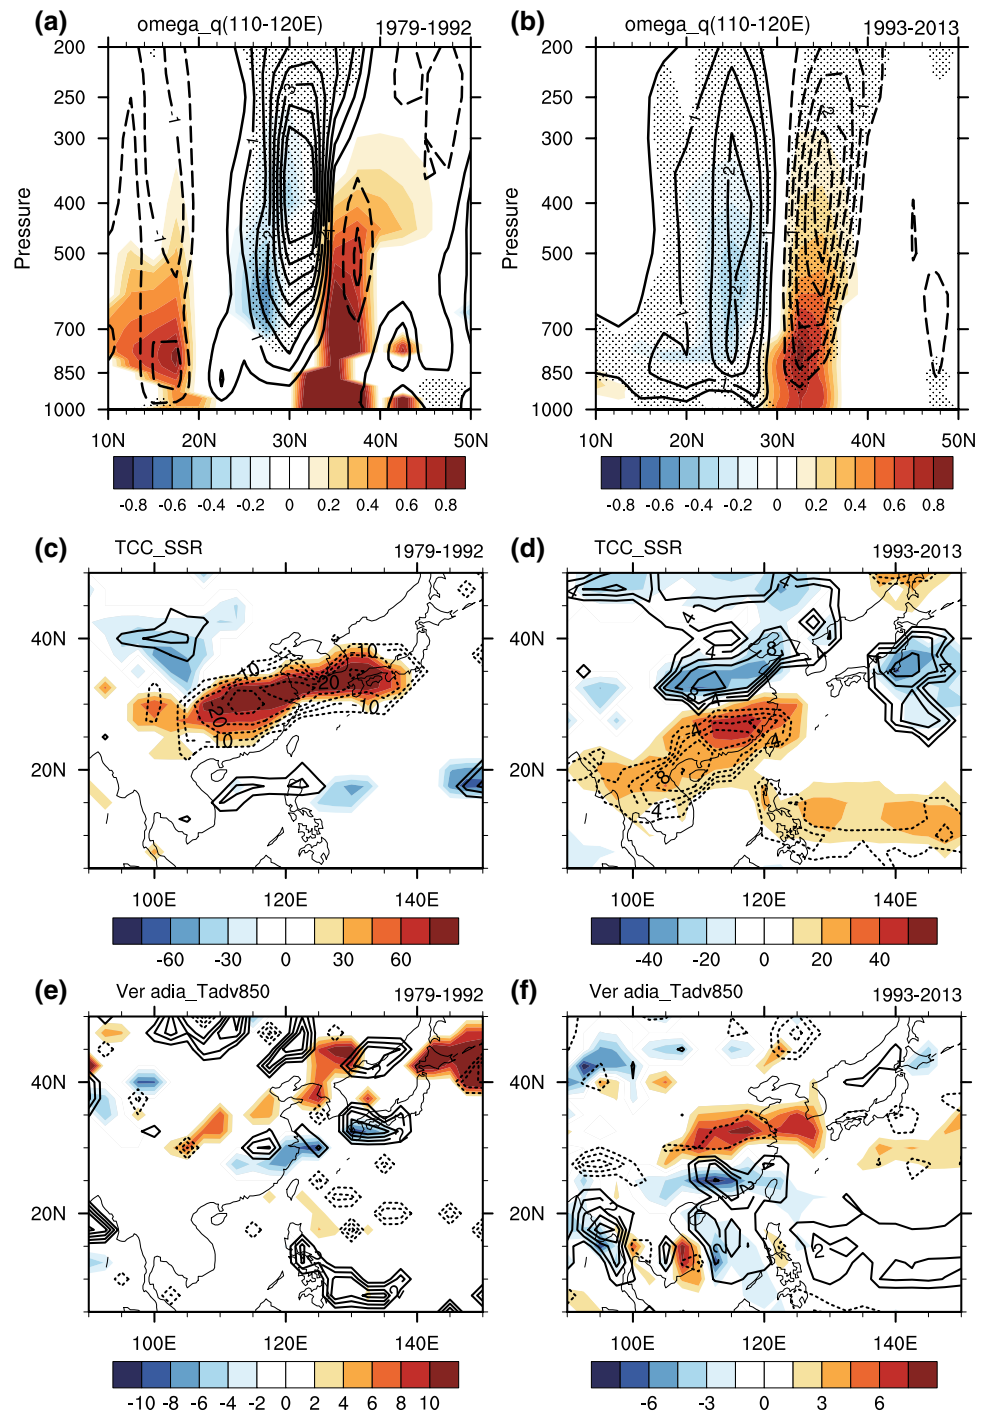 (a) omega_q(110-120E) 1979-1992
(b) omega_q(110-120E) 1993-2013
Pressure
200
250
300
400
500
700
850
1000
10N 20N 30N 40N 50N
-0.8 -0.6 -0.4 -0.2 0 0.2 0.4 0.6 0.8
Pressure
200
250
300
400
500
700
850
1000
10N 20N 30N 40N 50N
-0.8 -0.6 -0.4 -0.2 0 0.2 0.4 0.6 0.8
(c) TCC_SSR 1979-1992
40N
20N
100E 120E 140E
-60 -30 0 30 60
(d) TCC_SSR 1993-2013
40N
20N
100E 120E 140E
-40 -20 0 20 40
(e) Ver adia_Tadv850 1979-1992
40N
20N
100E 120E 140E
-10 -8 -6 -4 -2 0 2 4 6 8 10
(f) Ver adia_Tadv850 1993-2013
40N
20N
100E 120E 140E
-6 -3 0 3 6